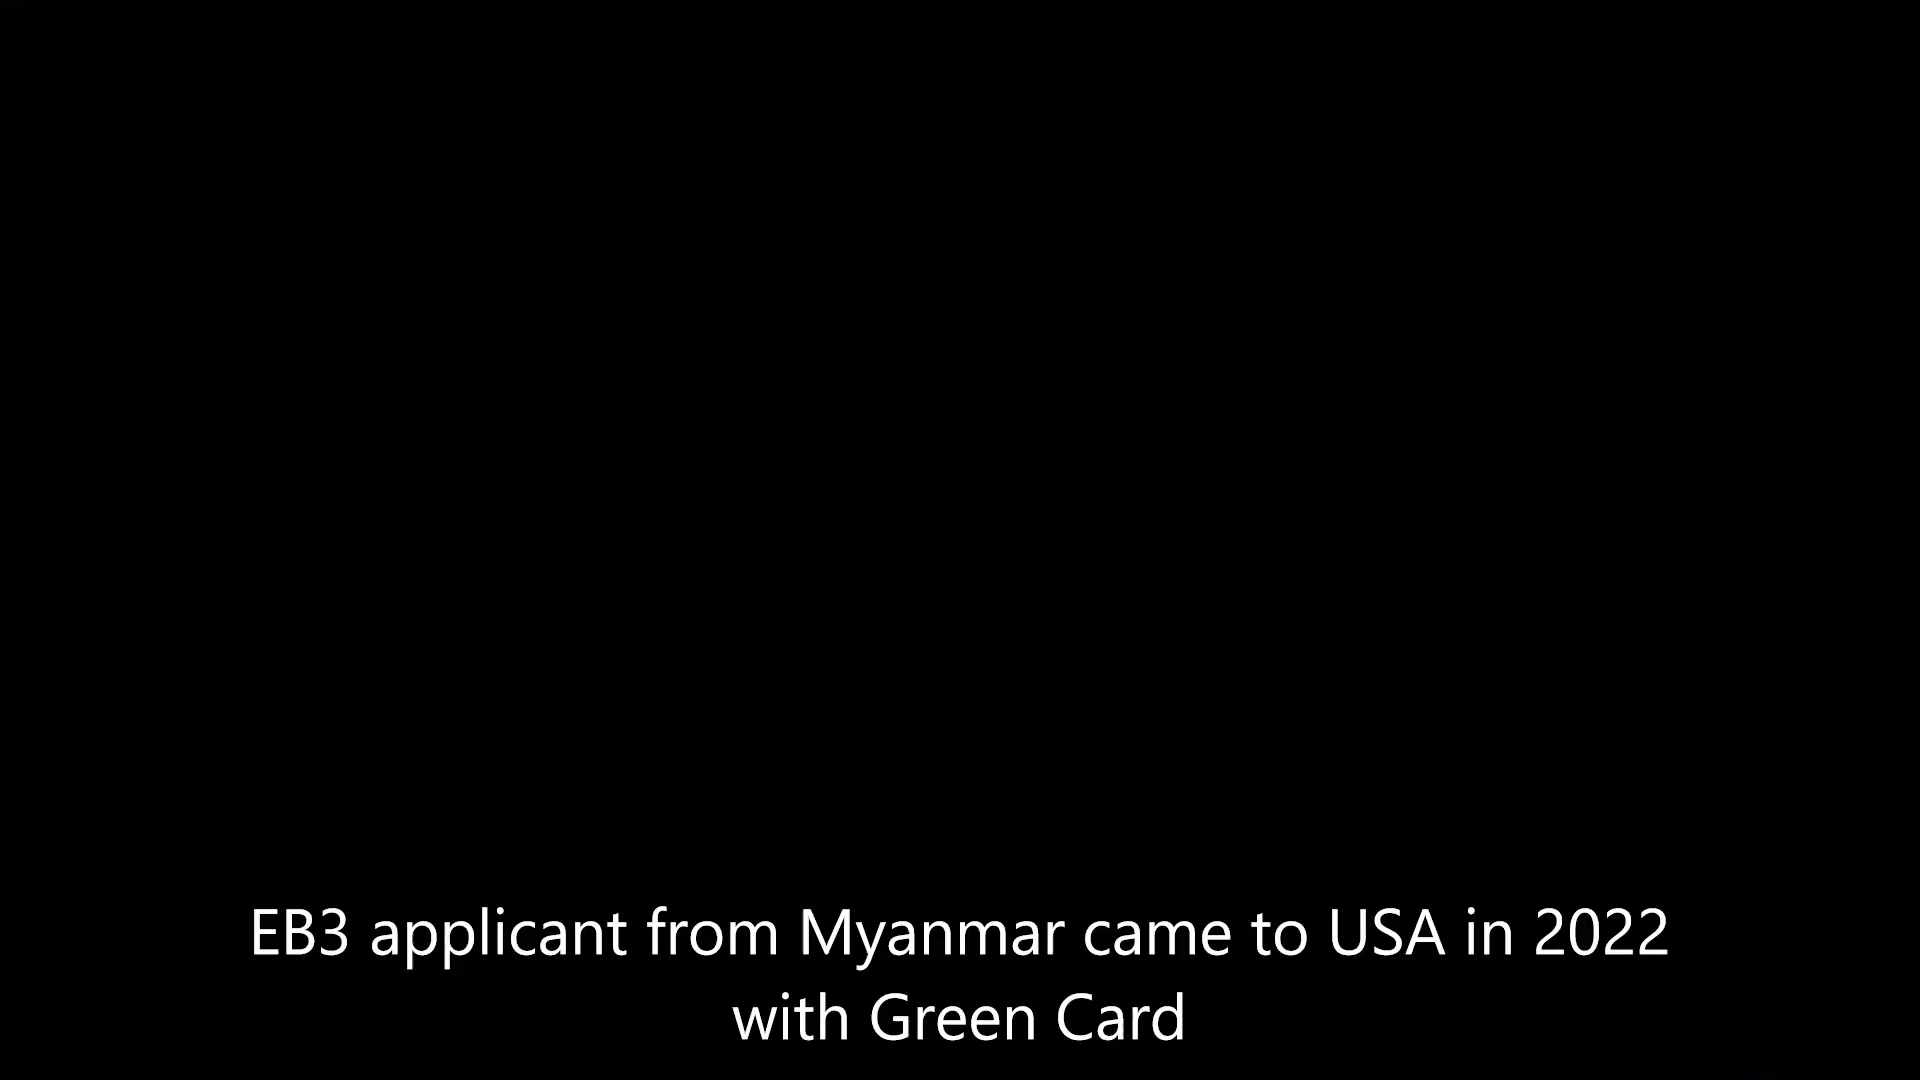 EB3 applicant from Myanmar came to USA in 2022
with Green Card